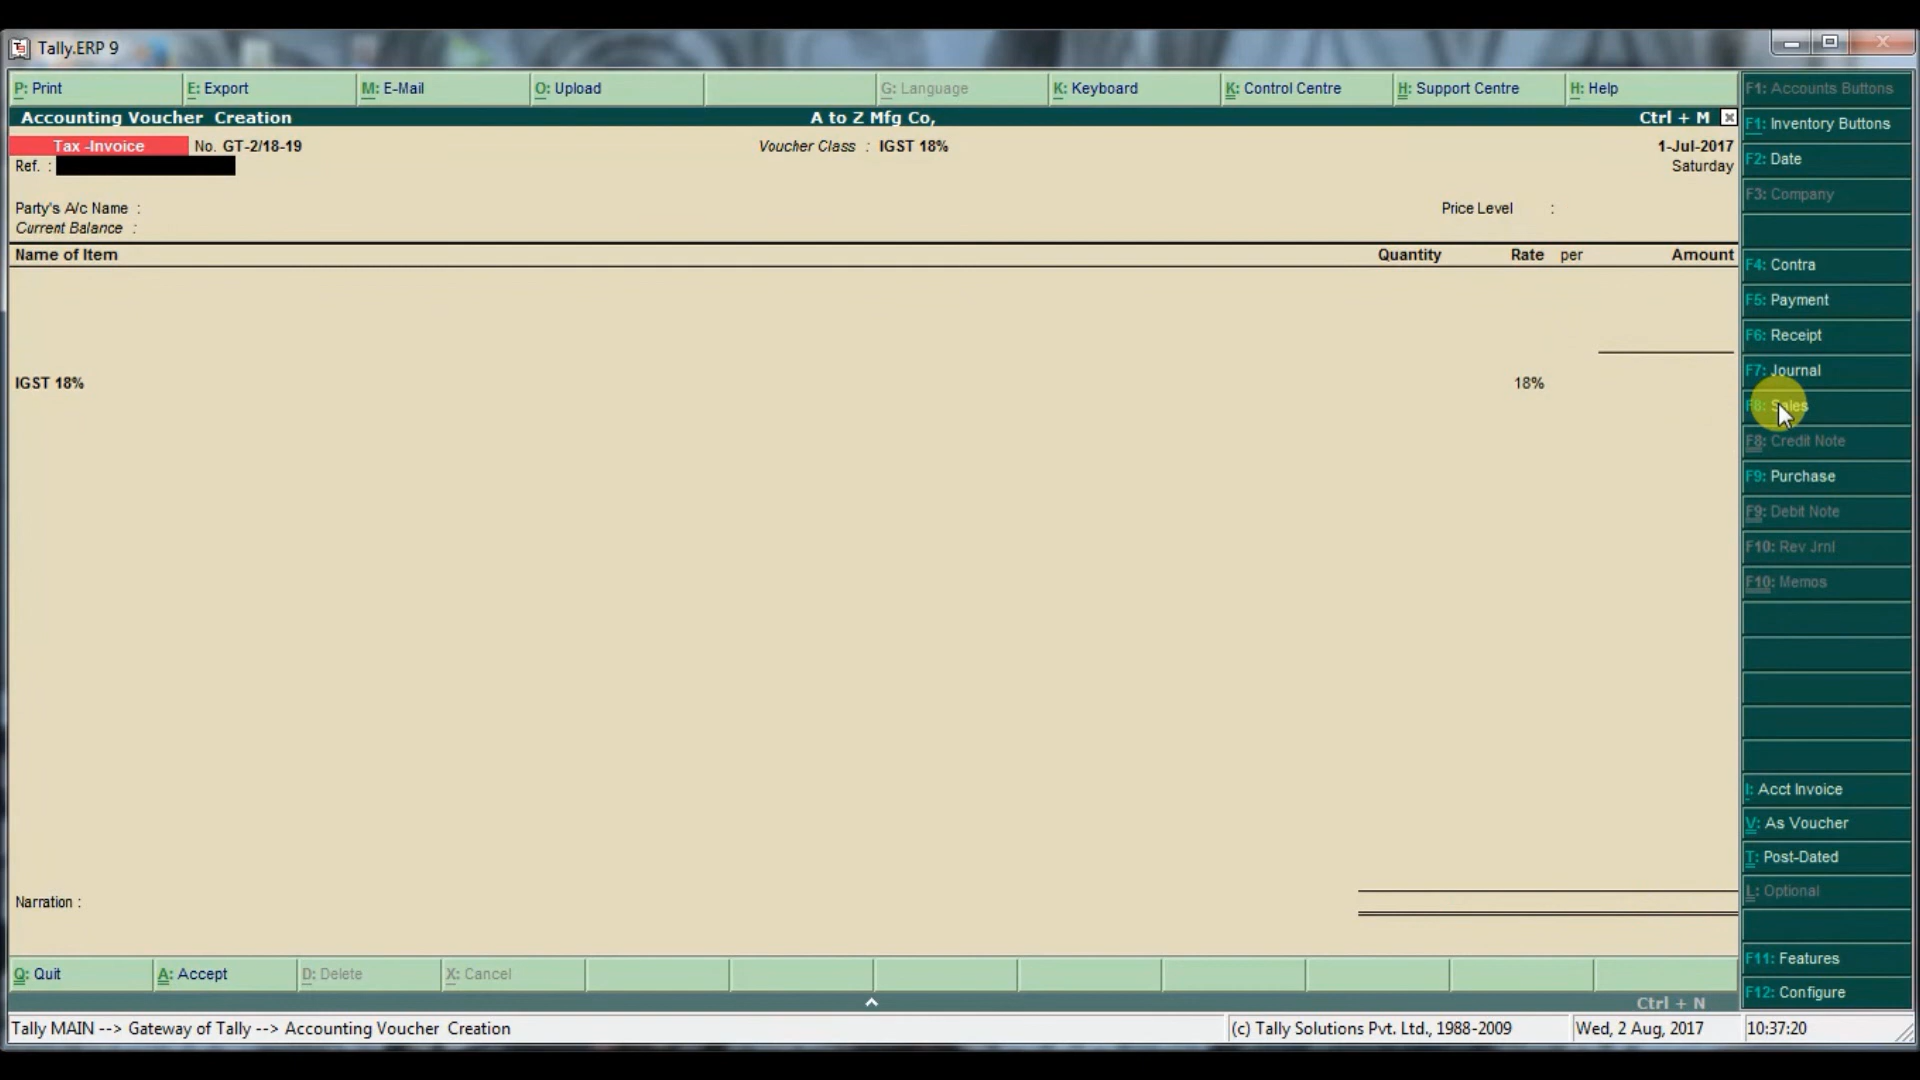 Tally.ERP 9
P: Print E: Export M: E-Mail O: Upload G: Language K: Keyboard K: Control Centre H: Support Centre H: Help
Accounting Voucher Creation A to Z Mfg Co, Ctrl + M
Tax -Invoice No. GT-2/18-19 Voucher Class : IGST 18% 1-Jul-2017
Ref. : Saturday
Party's A/c Name : Price Level :
Current Balance :
Name of Item Quantity Rate per Amount
IGST 18% 18%
Narration :
Q: Quit A: Accept D: Delete X: Cancel
Ctrl + N
Tally MAIN --> Gateway of Tally --> Accounting Voucher Creation (c) Tally Solutions Pvt. Ltd., 1988-2009 Wed, 2 Aug, 2017 10:37:20
F1: Accounts Buttons
F1: Inventory Buttons
F2: Date
F3: Company
F4: Contra
F5: Payment
F6: Receipt
F7: Journal
F8: Sales
F8: Credit Note
F9: Purchase
F9: Debit Note
F10: Rev Jrnl
F10: Memos
I: Acct Invoice
V: As Voucher
T: Post-Dated
L: Optional
F11: Features
F12: Configure